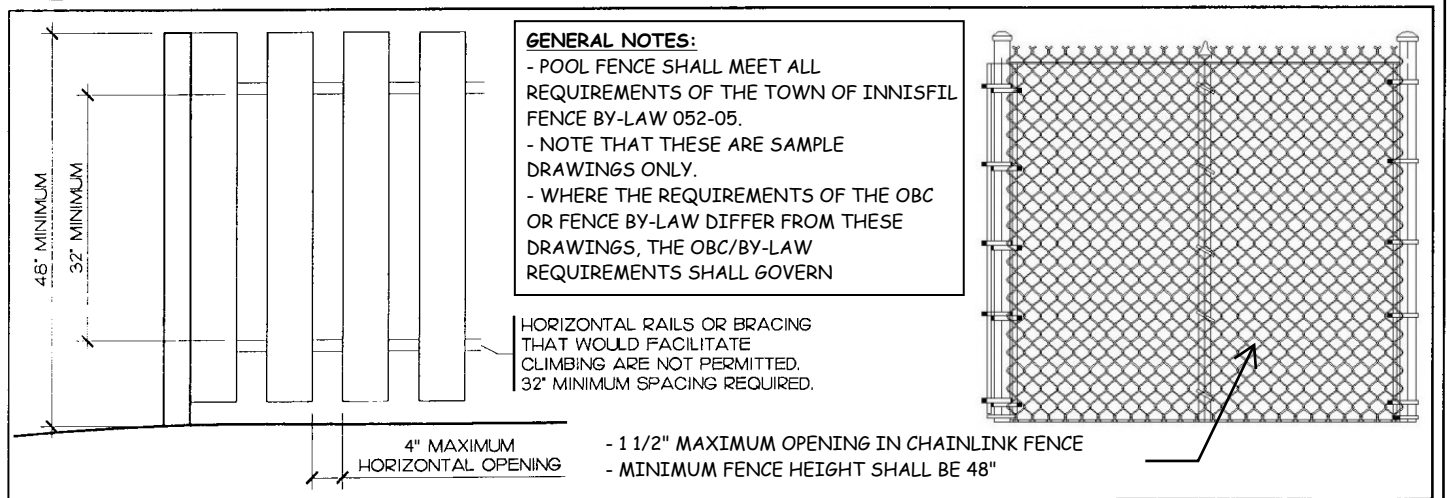 48" MINIMUM
32" MINIMUM
GENERAL NOTES:
- POOL FENCE SHALL MEET ALL
REQUIREMENTS OF THE TOWN OF INNISFIL
FENCE BY-LAW 052-05.
- NOTE THAT THESE ARE SAMPLE
DRAWINGS ONLY.
- WHERE THE REQUIREMENTS OF THE OBC
OR FENCE BY-LAW DIFFER FROM THESE
DRAWINGS, THE OBC/BY-LAW
REQUIREMENTS SHALL GOVERN
HORIZONTAL RAILS OR BRACING
THAT WOULD FACILITATE
CLIMBING ARE NOT PERMITTED.
32" MINIMUM SPACING REQUIRED.
4" MAXIMUM
HORIZONTAL OPENING
- 1 1/2" MAXIMUM OPENING IN CHAINLINK FENCE
- MINIMUM FENCE HEIGHT SHALL BE 48"